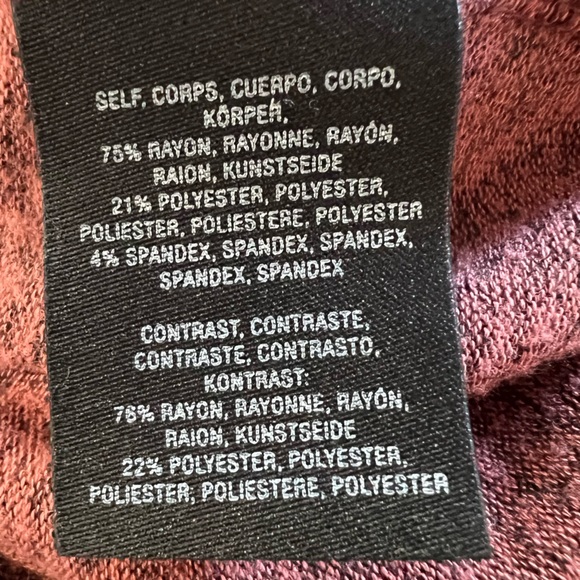 SELF, CORPS, CUERPO, CORPO,
KÖRPER,
75% RAYON, RAYONNE, RAYÓN,
RAION, KUNSTSEIDE
21% POLYESTER, POLYESTER,
POLIESTER, POLIESTERE, POLYESTER
4% SPANDEX, SPANDEX, SPANDEX,
SPANDEX, SPANDEX
CONTRAST, CONTRASTE,
CONTRASTE, CONTRASTO,
KONTRAST:
76% RAYON, RAYONNE, RAYÓN,
RAION, KUNSTSEIDE
22% POLYESTER, POLYESTER,
POLIESTER, POLIESTERE, POLYESTER